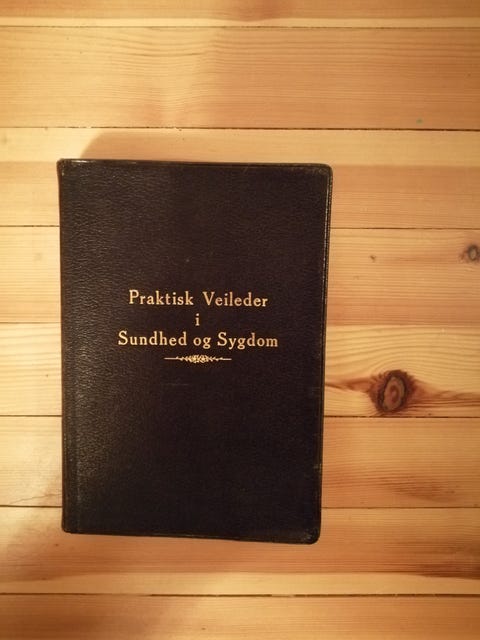 Praktisk Veileder
i
Sundhed og Sygdom